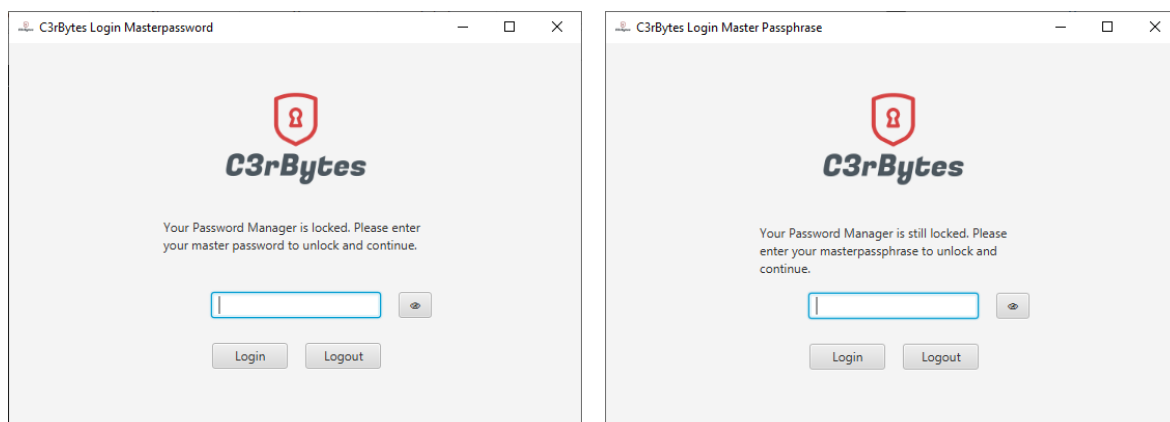 C3rBytes Login Masterpassword
C3rBytes
Your Password Manager is locked. Please enter
your master password to unlock and continue.
Login Logout
C3rBytes Login Master Passphrase
C3rBytes
Your Password Manager is still locked. Please
enter your masterpassphrase to unlock and
continue.
Login Logout